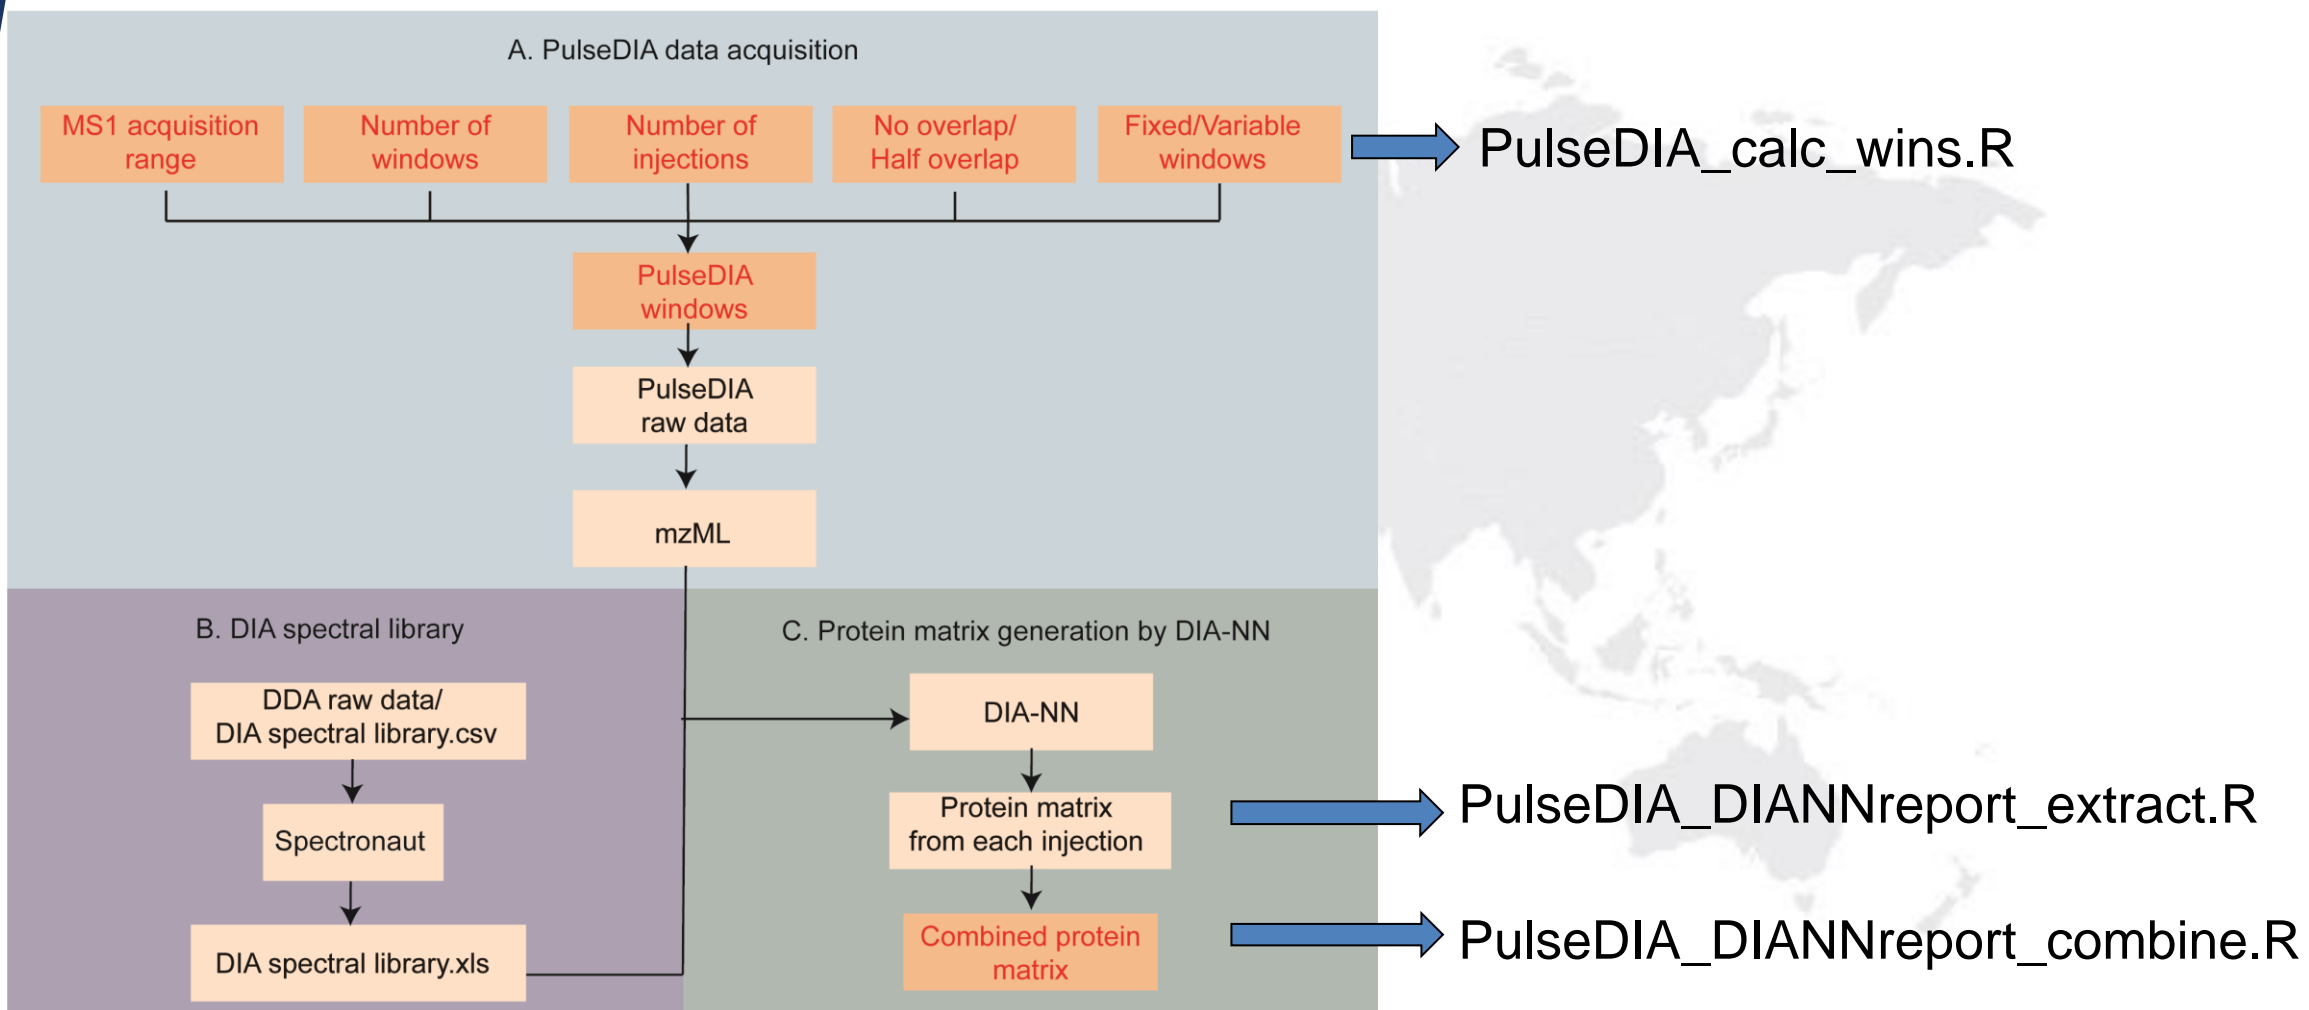 A. PulseDIA data acquisition
MS1 acquisition
range
Number of
windows
Number of
injections
No overlap/
Half overlap
Fixed/Variable
windows
PulseDIA_calc_wins.R
PulseDIA
windows
PulseDIA
raw data
mzML
B. DIA spectral library
DDA raw data/
DIA spectral library.csv
Spectronaut
DIA spectral library.xls
C. Protein matrix generation by DIA-NN
DIA-NN
Protein matrix
from each injection
PulseDIA_DIANNreport_extract.R
Combined protein
matrix
PulseDIA_DIANNreport_combine.R